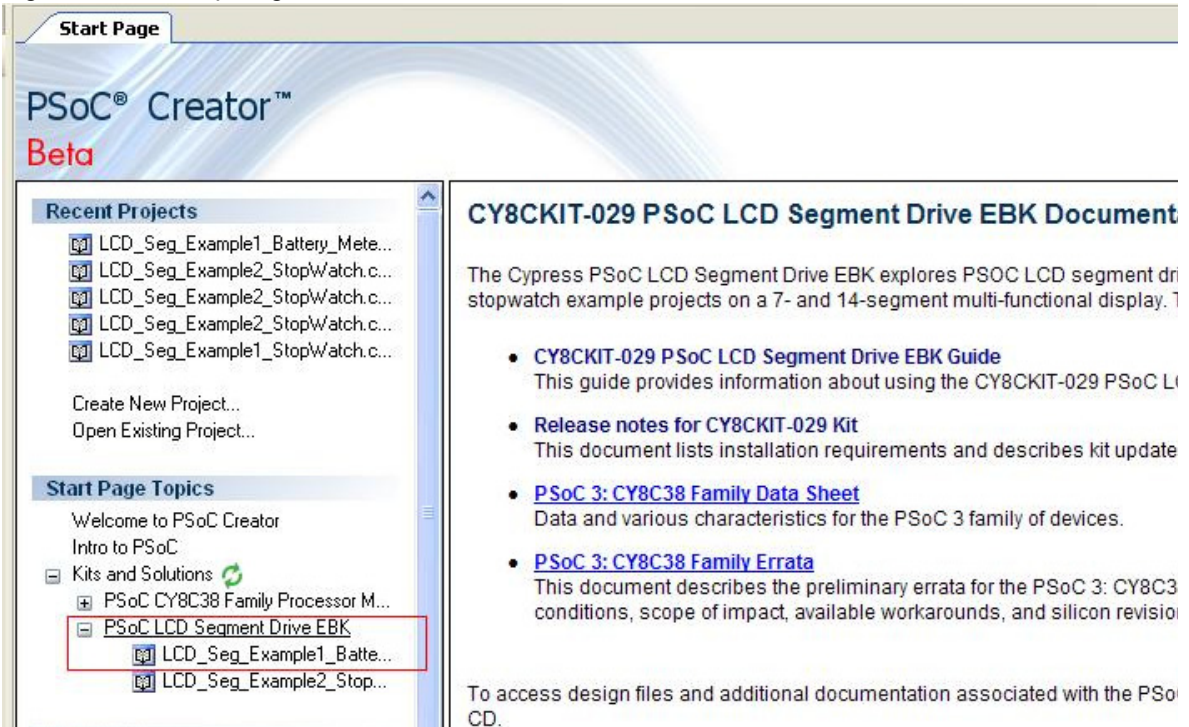 Start Page
PSoC® Creator™
Beta
Recent Projects
LCD_Seg_Example1_Battery_Mete...
LCD_Seg_Example2_StopWatch.c...
LCD_Seg_Example2_StopWatch.c...
LCD_Seg_Example2_StopWatch.c...
LCD_Seg_Example1_StopWatch.c...
Create New Project...
Open Existing Project...
Start Page Topics
Welcome to PSoC Creator
Intro to PSoC
Kits and Solutions
PSoC CY8C38 Family Processor M...
PSoC LCD Segment Drive EBK
LCD_Seg_Example1_Batte...
LCD_Seg_Example2_Stop...
CY8CKIT-029 PSoC LCD Segment Drive EBK Document
The Cypress PSoC LCD Segment Drive EBK explores PSOC LCD segment dri
stopwatch example projects on a 7- and 14-segment multi-functional display. T
• CY8CKIT-029 PSoC LCD Segment Drive EBK Guide
This guide provides information about using the CY8CKIT-029 PSoC L
• Release notes for CY8CKIT-029 Kit
This document lists installation requirements and describes kit update
• PSoC 3: CY8C38 Family Data Sheet
Data and various characteristics for the PSoC 3 family of devices.
• PSoC 3: CY8C38 Family Errata
This document describes the preliminary errata for the PSoC 3: CY8C3
conditions, scope of impact, available workarounds, and silicon revisio
To access design files and additional documentation associated with the PSo
CD.